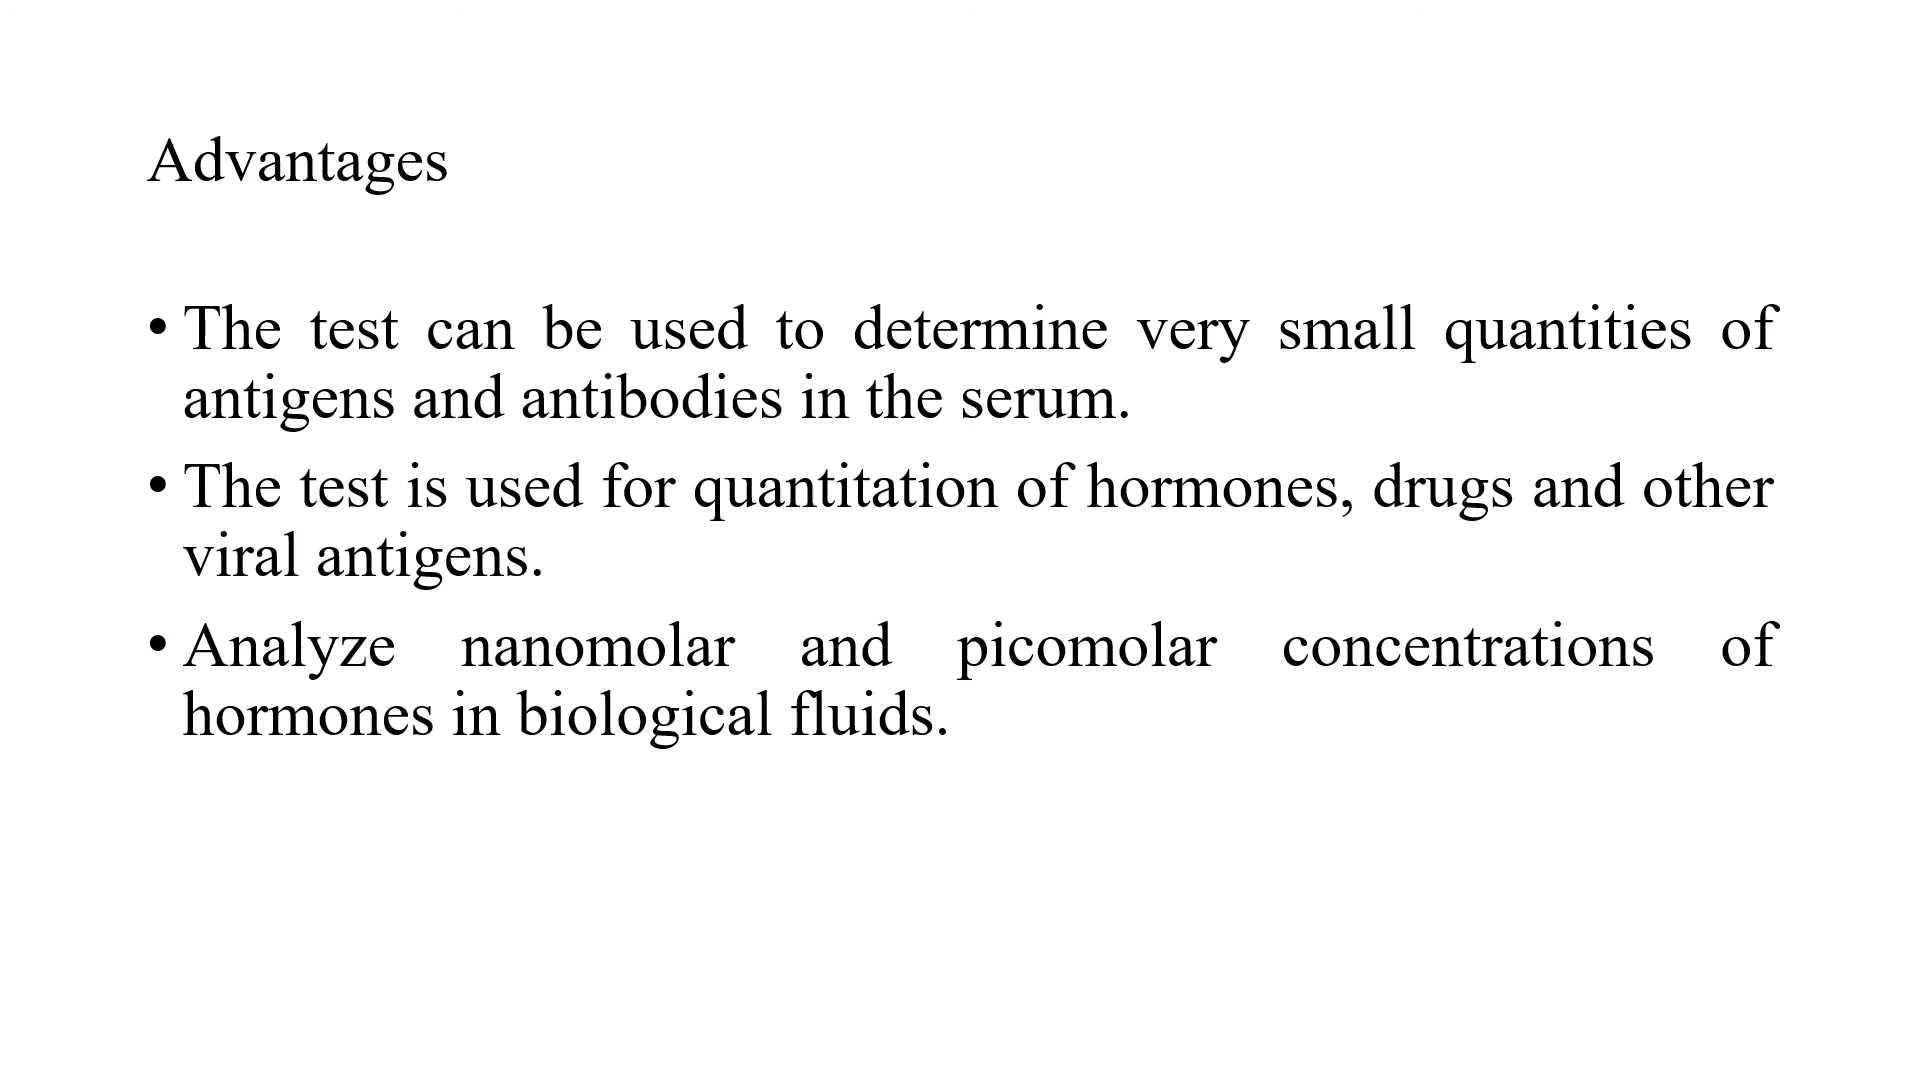 Advantages
• The test can be used to determine very small quantities of
antigens and antibodies in the serum.
• The test is used for quantitation of hormones, drugs and other
viral antigens.
• Analyze nanomolar and picomolar concentrations of
hormones in biological fluids.